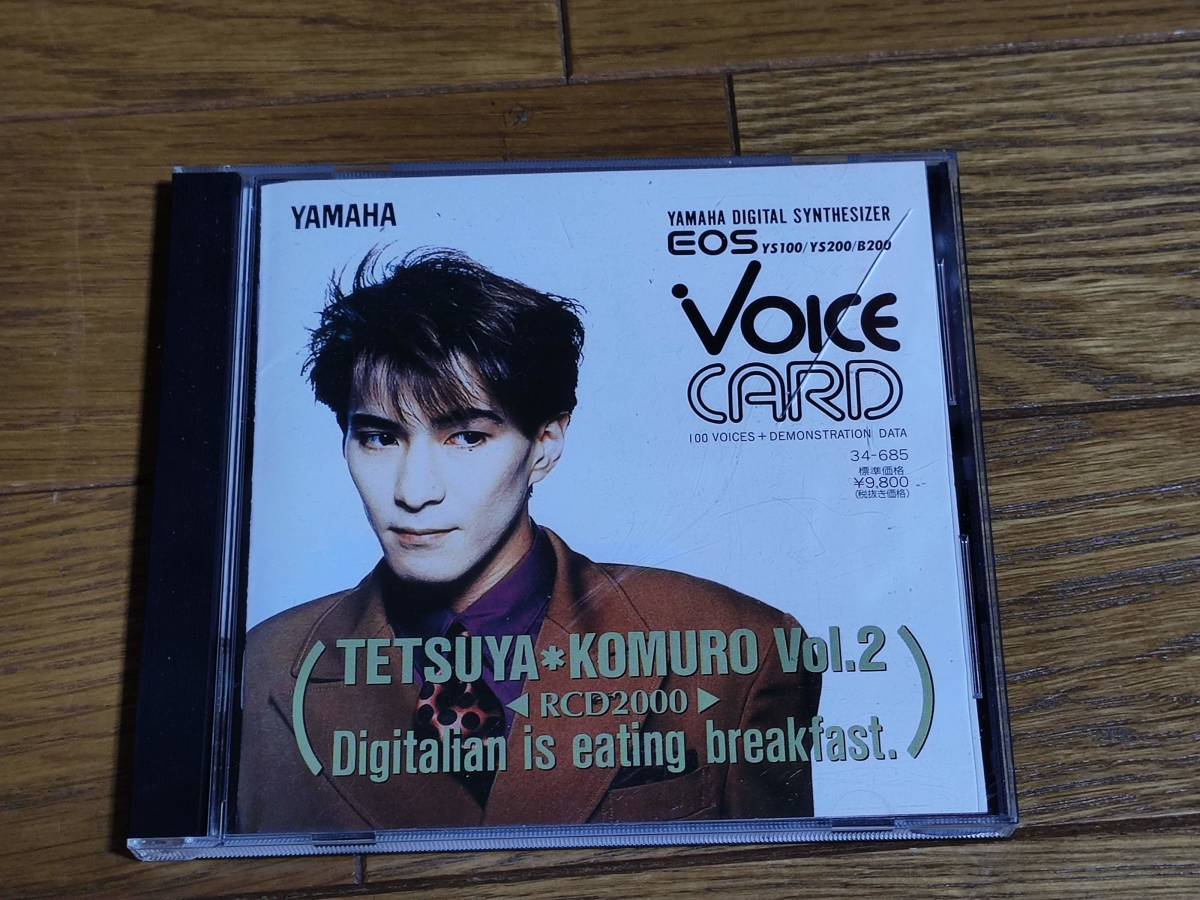 YAMAHA
YAMAHA DIGITAL SYNTHESIZER
EOS YS100/YS200/B200
VOICE
CARD
100 VOICES+DEMONSTRATION DATA
34-685
標準価格
¥9,800
(税抜き価格)
(TETSUYA*KOMURO Vol.2
◀ RCD2000 ▶
Digitalian is eating breakfast.)